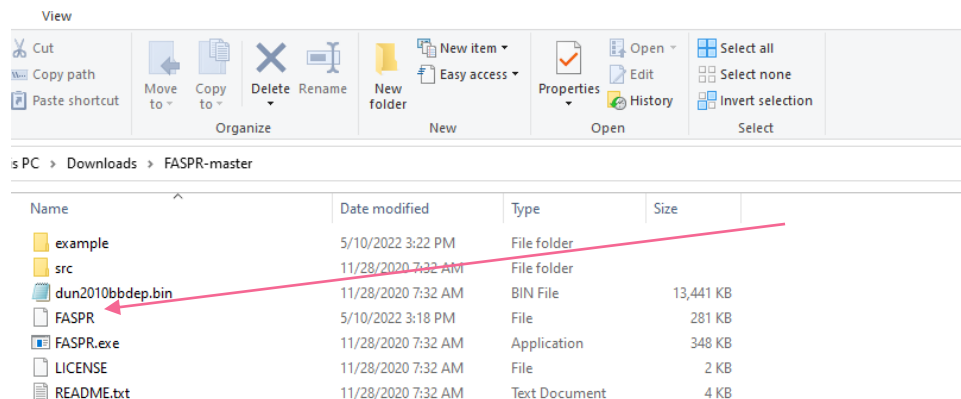 View
Cut
Copy path
Paste shortcut
Move to
Copy to
Delete
Rename
New folder
New item
Easy access
Properties
Open
Edit
History
Select all
Select none
Invert selection
Organize
New
Open
Select
is PC > Downloads > FASPR-master
Name Date modified Type Size
example 5/10/2022 3:22 PM File folder
src 11/28/2020 7:32 AM File folder
dun2010bbdep.bin 11/28/2020 7:32 AM BIN File 13,441 KB
FASPR 5/10/2022 3:18 PM File 281 KB
FASPR.exe 11/28/2020 7:32 AM Application 348 KB
LICENSE 11/28/2020 7:32 AM File 2 KB
README.txt 11/28/2020 7:32 AM Text Document 4 KB